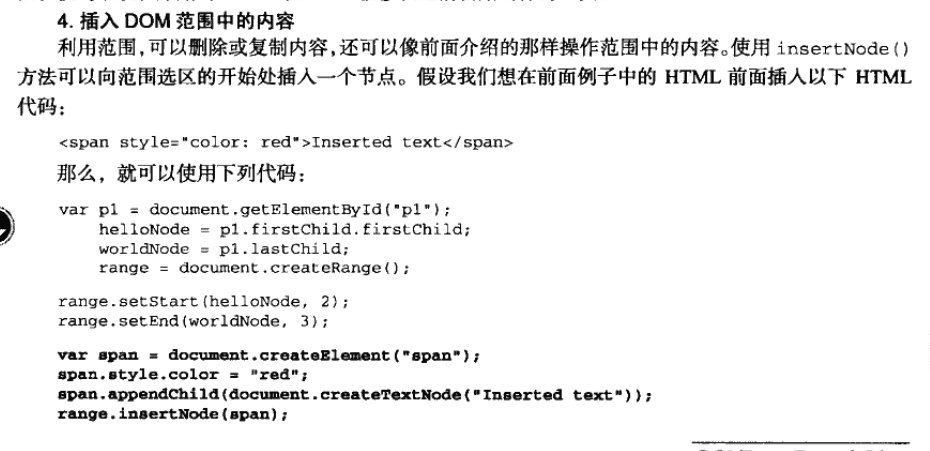 4. 插入 DOM 范围中的内容
利用范围，可以删除或复制内容，还可以像前面介绍的那样操作范围中的内容。使用 insertNode()
方法可以向范围选区的开始处插入一个节点。假设我们想在前面例子中的 HTML 前面插入以下 HTML
代码：
<span style="color: red">Inserted text</span>
那么，就可以使用下列代码：
var p1 = document.getElementById("p1");
helloNode = p1.firstChild.firstChild;
worldNode = p1.lastChild;
range = document.createRange();
range.setStart(helloNode, 2);
range.setEnd(worldNode, 3);
var span = document.createElement("span");
span.style.color = "red";
span.appendChild(document.createTextNode("Inserted text"));
range.insertNode(span);